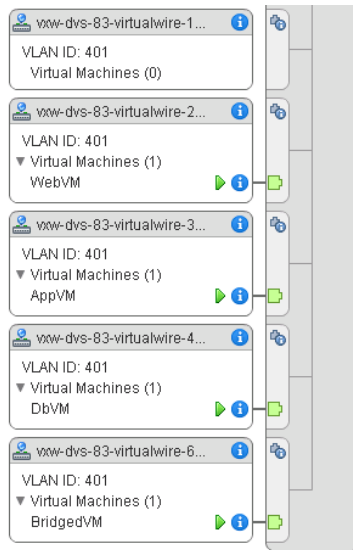 vxw-dvs-83-virtualwire-1...
VLAN ID: 401
Virtual Machines (0)
vxw-dvs-83-virtualwire-2...
VLAN ID: 401
Virtual Machines (1)
WebVM
vxw-dvs-83-virtualwire-3...
VLAN ID: 401
Virtual Machines (1)
AppVM
vxw-dvs-83-virtualwire-4...
VLAN ID: 401
Virtual Machines (1)
DbVM
vxw-dvs-83-virtualwire-6...
VLAN ID: 401
Virtual Machines (1)
BridgedVM